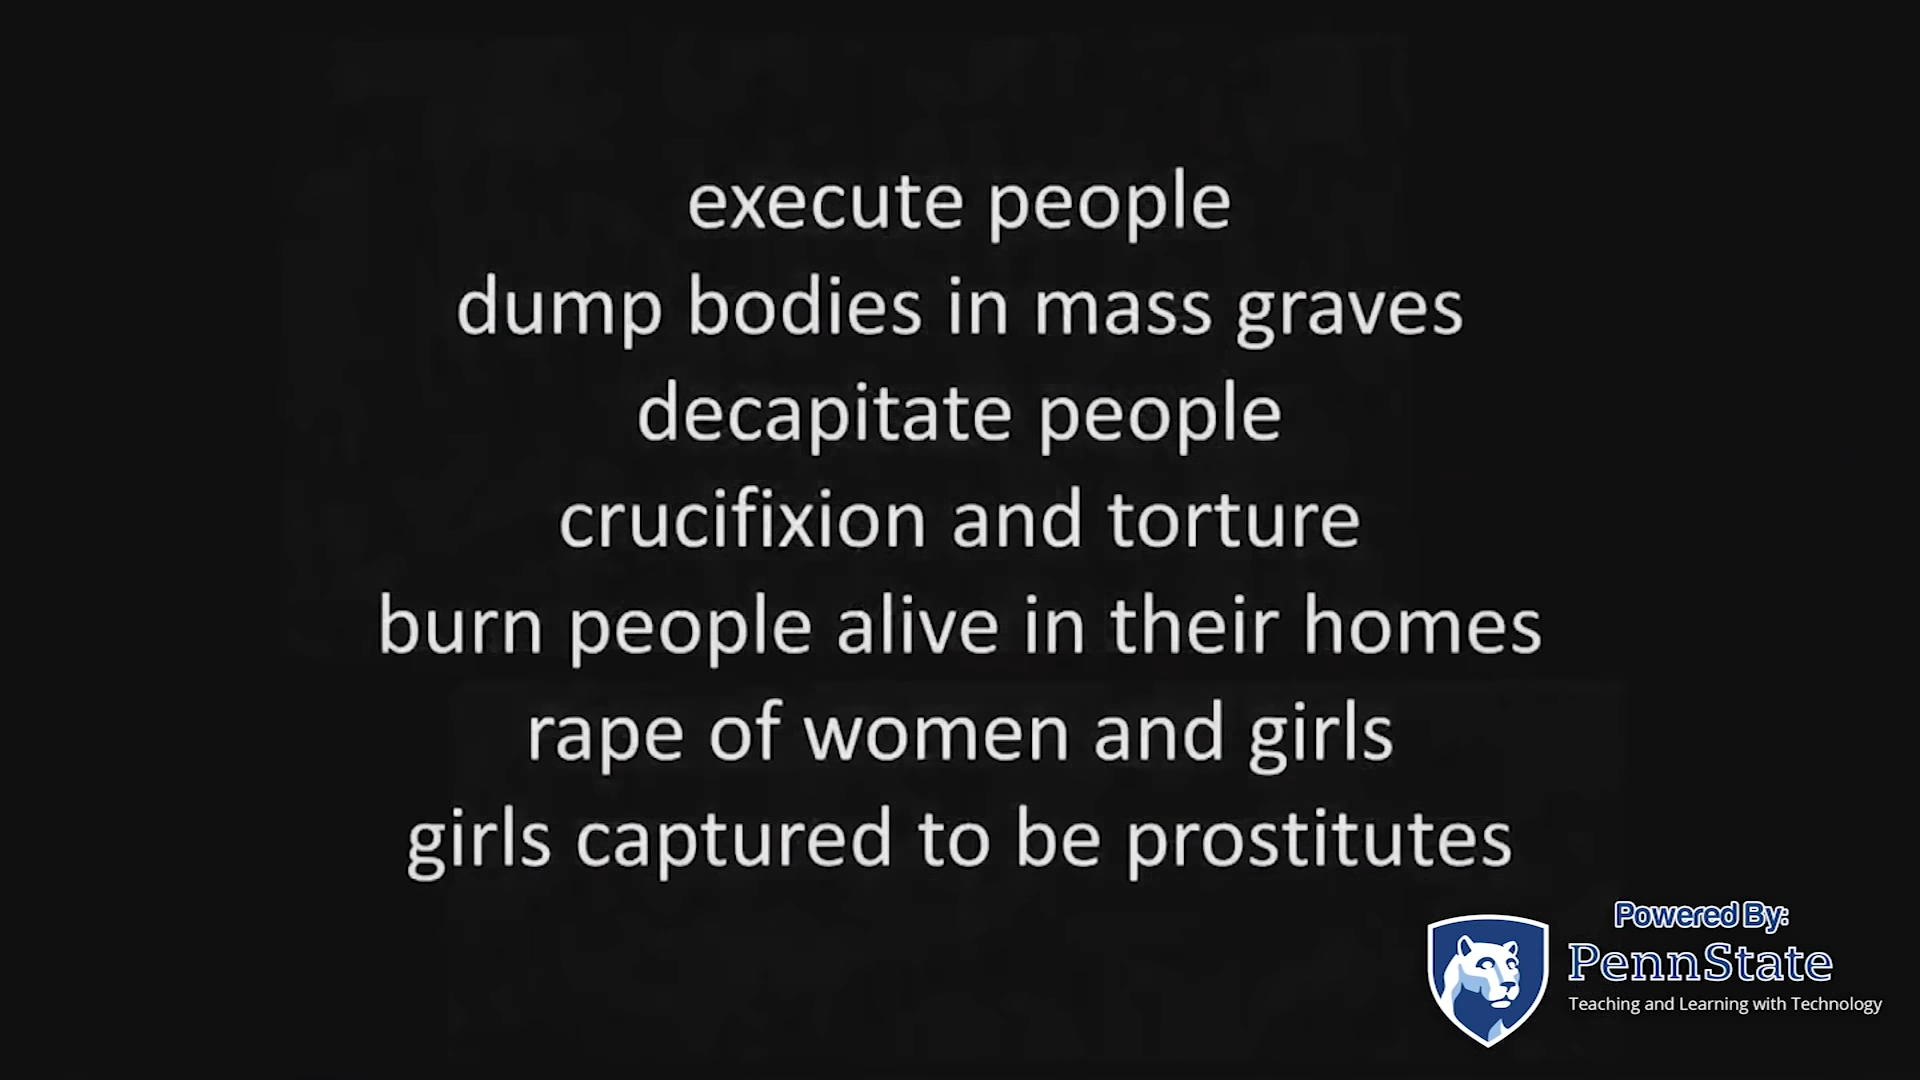 execute people
dump bodies in mass graves
decapitate people
crucifixion and torture
burn people alive in their homes
rape of women and girls
girls captured to be prostitutes
Powered By:
PennState
Teaching and Learning with Technology